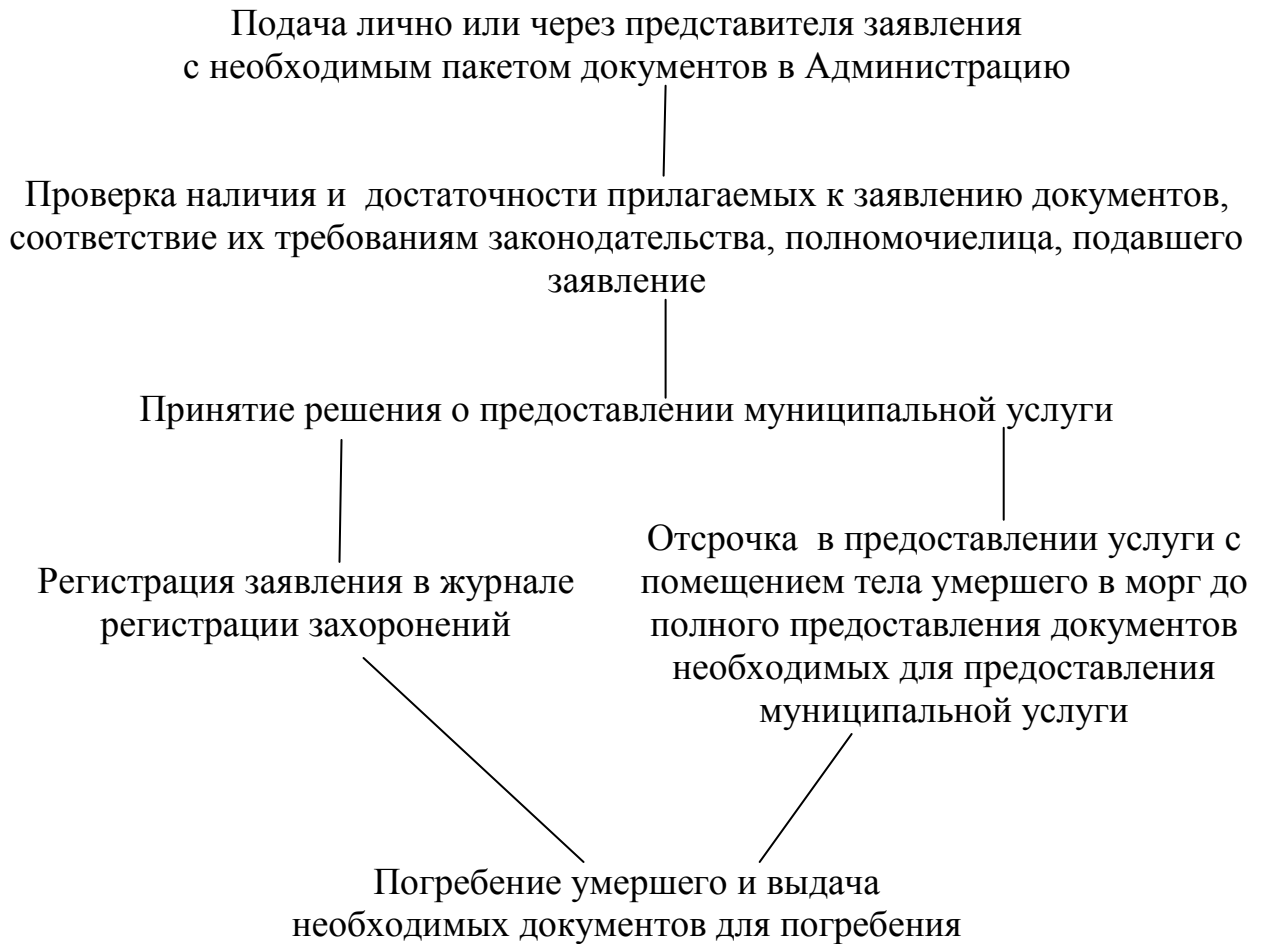 Подача лично или через представителя заявления
с необходимым пакетом документов в Администрацию
Проверка наличия и  достаточности прилагаемых к заявлению документов,
соответствие их требованиям законодательства, полномочиелица, подавшего
заявление
Принятие решения о предоставлении муниципальной услуги
Регистрация заявления в журнале
регистрации захоронений
Отсрочка  в предоставлении услуги с
помещением тела умершего в морг до
полного предоставления документов
необходимых для предоставления
муниципальной услуги
Погребение умершего и выдача
необходимых документов для погребения